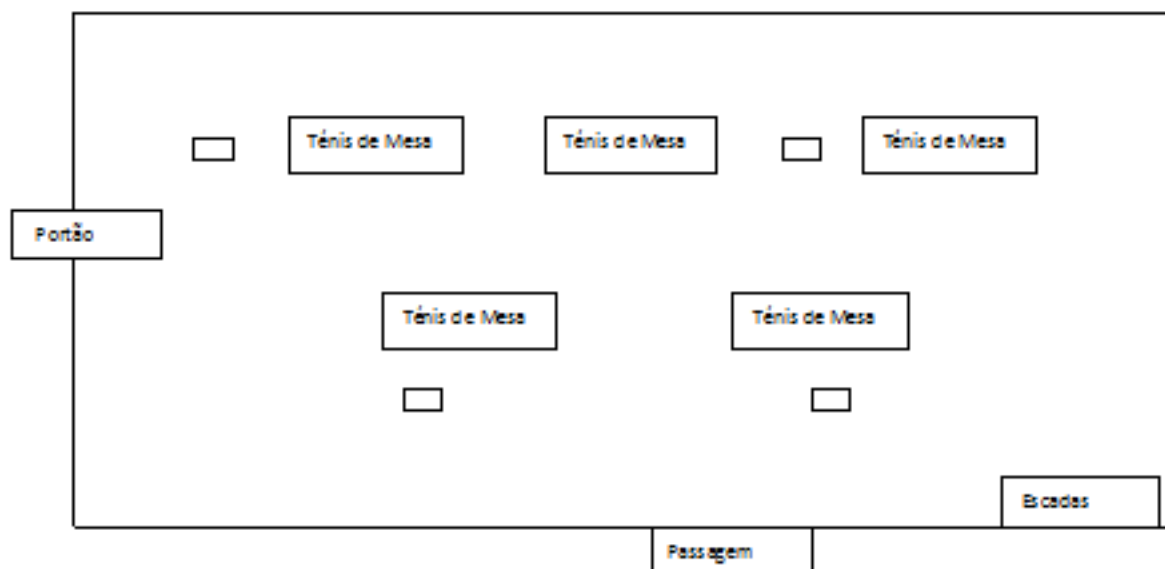 Ténis de Mesa
Ténis de Mesa
Ténis de Mesa
Portão
Ténis de Mesa
Ténis de Mesa
Escadas
Passagem